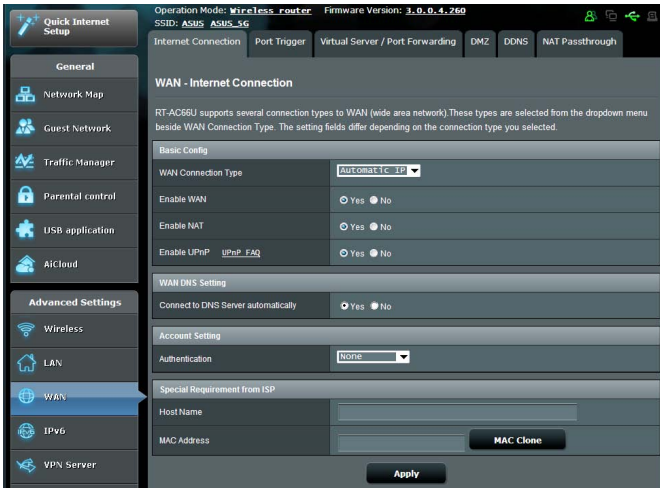 Quick Internet
Setup
Operation Mode: Wireless router Firmware Version: 3.0.0.4.260
SSID: ASUS ASUS_5G
Internet Connection Port Trigger Virtual Server / Port Forwarding DMZ DDNS NAT Passthrough
General
Network Map
Guest Network
Traffic Manager
Parental control
USB application
AiCloud
Advanced Settings
Wireless
LAN
WAN
IPv6
VPN Server
WAN - Internet Connection
RT-AC66U supports several connection types to WAN (wide area network).These types are selected from the dropdown menu
beside WAN Connection Type. The setting fields differ depending on the connection type you selected.
Basic Config
WAN Connection Type Automatic IP
Enable WAN Yes No
Enable NAT Yes No
Enable UPnP UPnP FAQ Yes No
WAN DNS Setting
Connect to DNS Server automatically Yes No
Account Setting
Authentication None
Special Requirement from ISP
Host Name
MAC Address MAC Clone
Apply